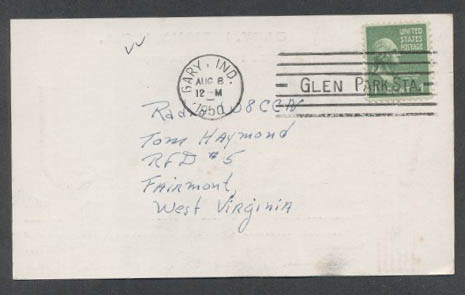 GARY, IND.
AUG 8
12-M
1950
UNITED
STATES
POSTAGE
GLEN PARK STA.
Radio W8CCN
Tom Haymond
RFD #5
Fairmont,
West Virginia